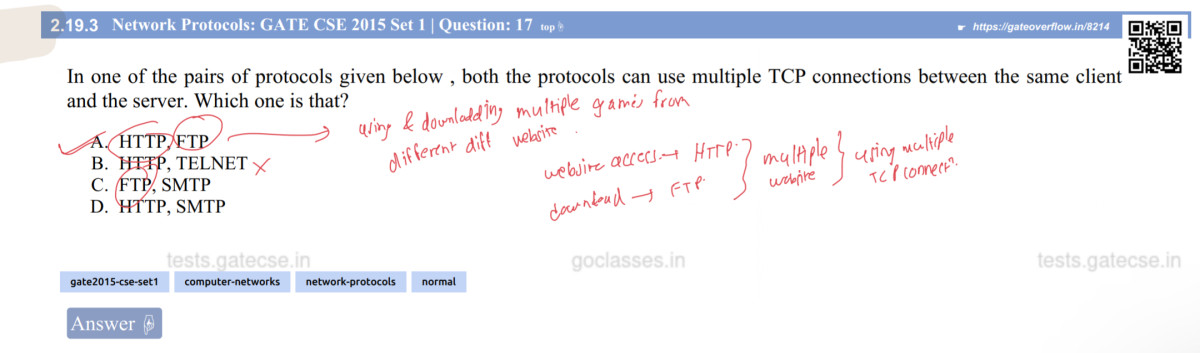 2.19.3 Network Protocols: GATE CSE 2015 Set 1 | Question: 17 top
https://gateoverflow.in/8214
In one of the pairs of protocols given below , both the protocols can use multiple TCP connections between the same client
and the server. Which one is that?
using & downloadding multiple games from
different diff website.
A. HTTP, FTP
B. HTTP, TELNET
C. FTP, SMTP
D. HTTP, SMTP
website access → HTTP.
download → FTP.
multiple
website
using multiple
TCP connectn.
tests.gatecse.in
goclasses.in
tests.gatecse.in
gate2015-cse-set1 computer-networks network-protocols normal
Answer